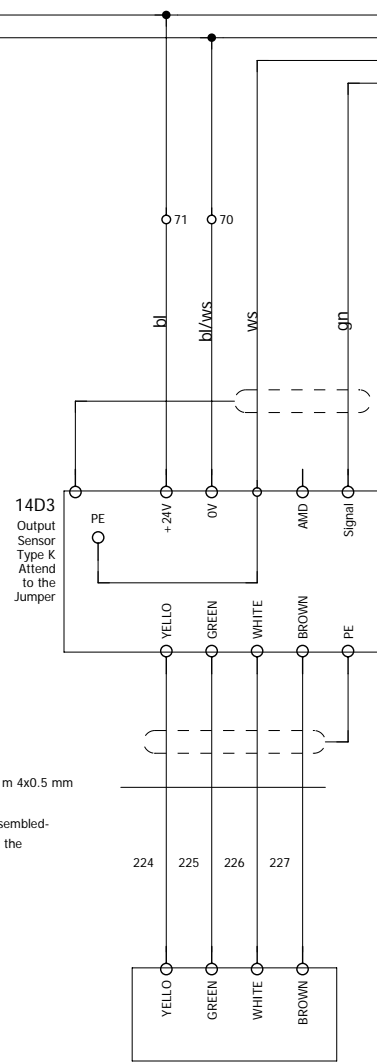 71
70
bl
bl/ws
ws
gn
14D3
Output
Sensor
Type K
Attend
to the
Jumper
PE
+24V
0V
AMD
Signal
YELLO
GREEN
WHITE
BROWN
PE
m 4x0.5 mm
sembled-
the
224
225
226
227
YELLO
GREEN
WHITE
BROWN